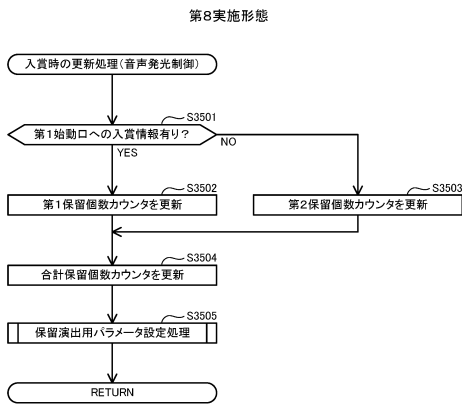 第8実施形態
入賞時の更新処理(音声発光制御)
S3501
第1始動口への入賞情報有り?
NO
YES
S3502
第1保留個数カウンタを更新
S3503
第2保留個数カウンタを更新
S3504
合計保留個数カウンタを更新
S3505
保留演出用パラメータ設定処理
RETURN